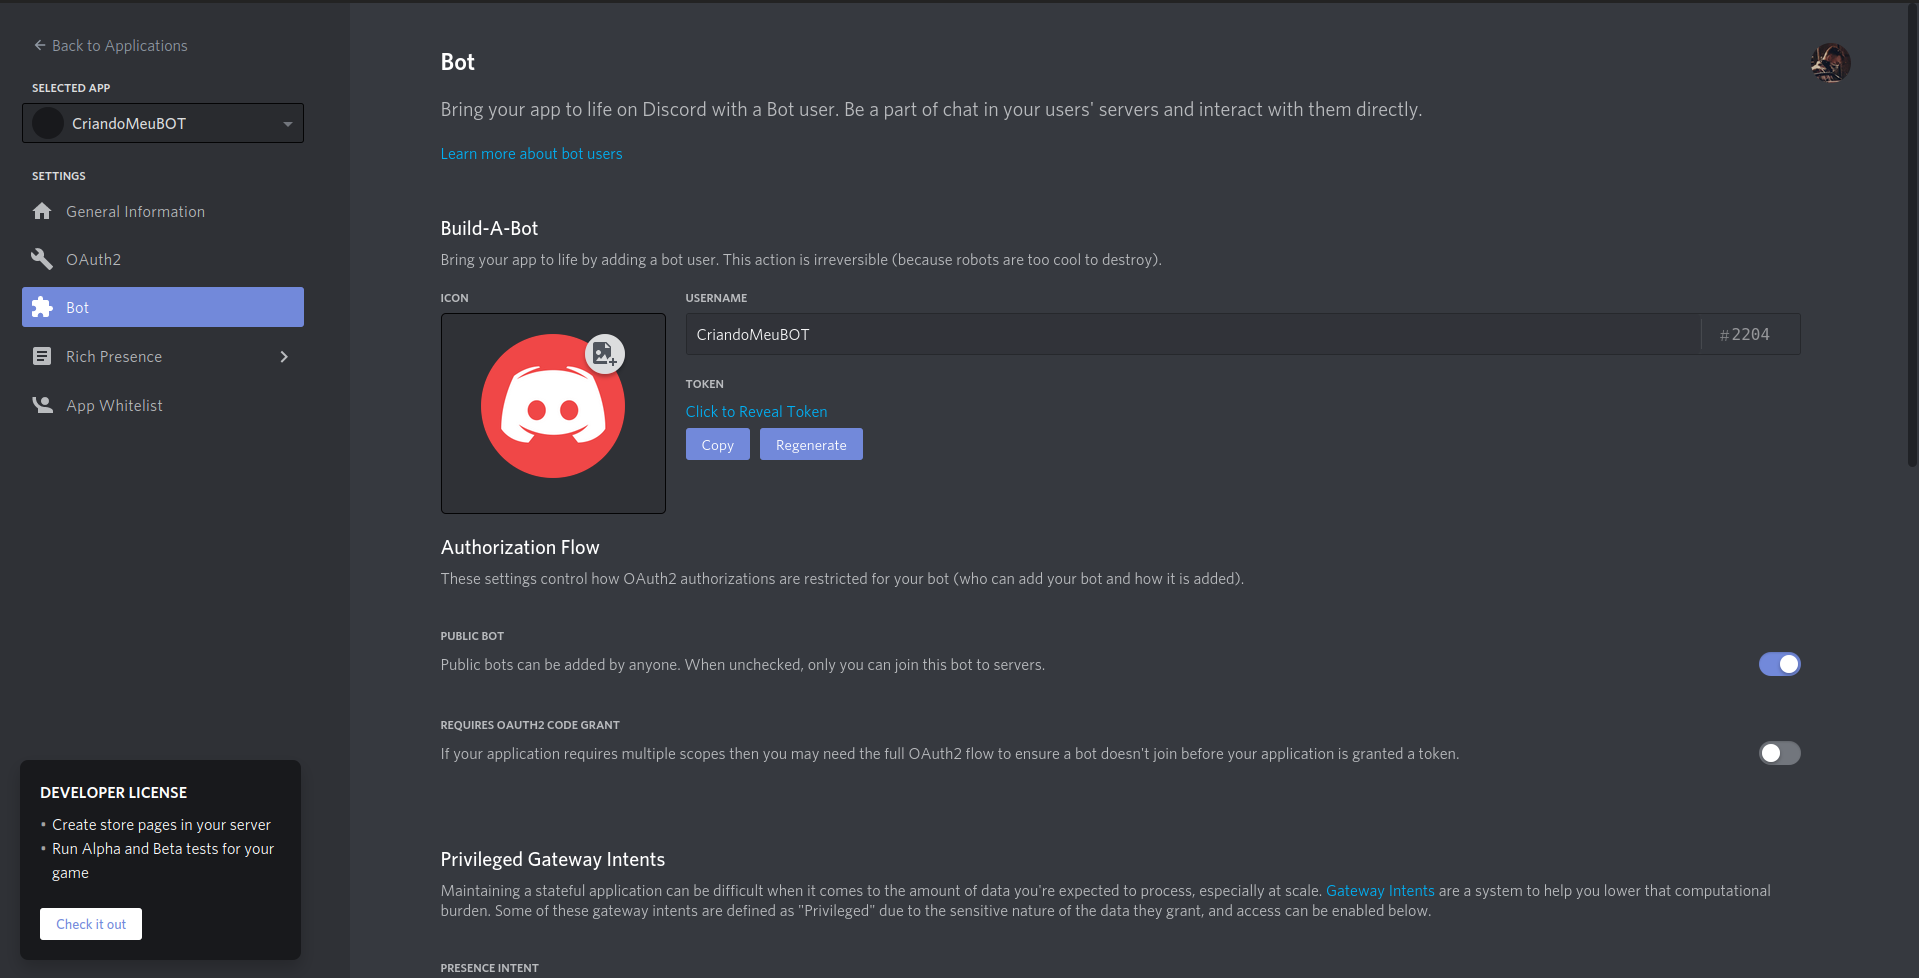 Back to Applications
SELECTED APP
CriandoMeuBOT
SETTINGS
General Information
OAuth2
Bot
Rich Presence
App Whitelist
DEVELOPER LICENSE
• Create store pages in your server
• Run Alpha and Beta tests for your
game
Check it out
Bot
Bring your app to life on Discord with a Bot user. Be a part of chat in your users' servers and interact with them directly.
Learn more about bot users
Build-A-Bot
Bring your app to life by adding a bot user. This action is irreversible (because robots are too cool to destroy).
ICON
USERNAME
CriandoMeuBOT #2204
TOKEN
Click to Reveal Token
Copy Regenerate
Authorization Flow
These settings control how OAuth2 authorizations are restricted for your bot (who can add your bot and how it is added).
PUBLIC BOT
Public bots can be added by anyone. When unchecked, only you can join this bot to servers.
REQUIRES OAUTH2 CODE GRANT
If your application requires multiple scopes then you may need the full OAuth2 flow to ensure a bot doesn't join before your application is granted a token.
Privileged Gateway Intents
Maintaining a stateful application can be difficult when it comes to the amount of data you're expected to process, especially at scale. Gateway Intents are a system to help you lower that computational
burden. Some of these gateway intents are defined as "Privileged" due to the sensitive nature of the data they grant, and access can be enabled below.
PRESENCE INTENT